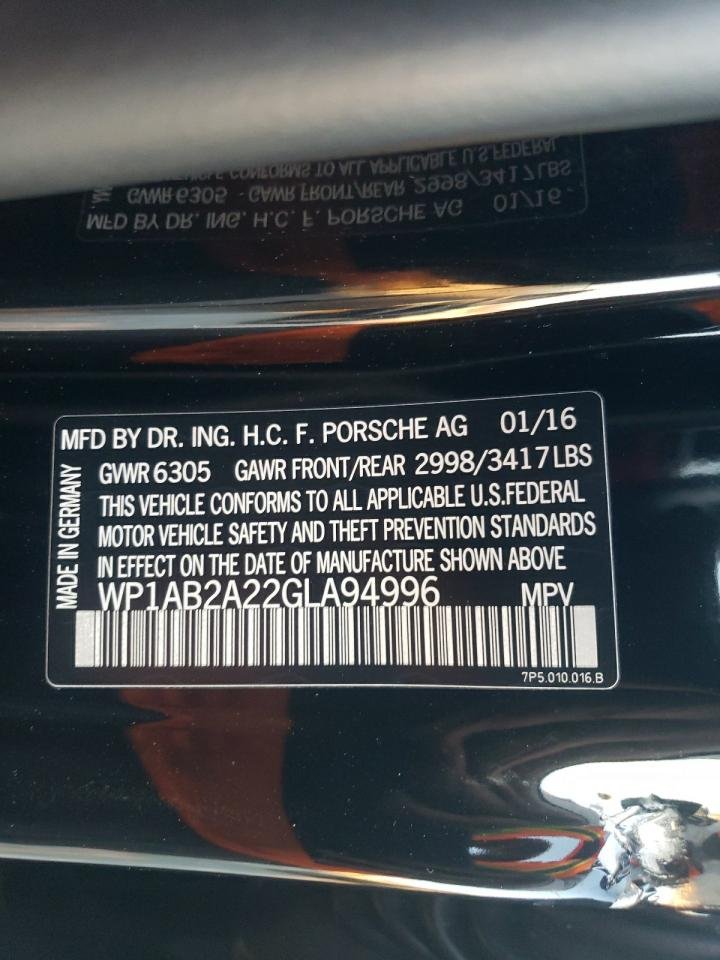 MFD BY DR. ING. H.C. F. PORSCHE AG 01/16
GVWR 6305 GAWR FRONT/REAR 2998/3417 LBS
THIS VEHICLE CONFORMS TO ALL APPLICABLE U.S.FEDERAL
MOTOR VEHICLE SAFETY AND THEFT PREVENTION STANDARDS
IN EFFECT ON THE DATE OF MANUFACTURE SHOWN ABOVE
WP1AB2A22GLA94996 MPV
7P5.010.016.B
MADE IN GERMANY